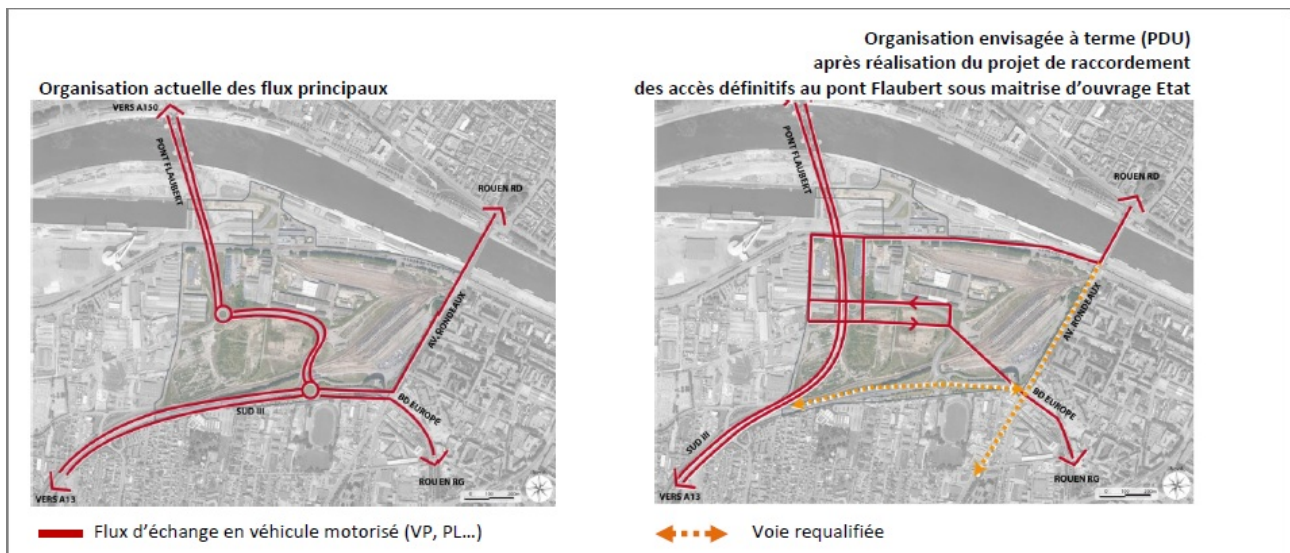 Organisation actuelle des flux principaux
VERS A150
PONT FLAUBERT
ROUEN RD
AV. RONDEAUX
SUD III
BD EUROPE
VERS A13
ROUEN RG
Organisation envisagée à terme (PDU)
après réalisation du projet de raccordement
des accès définitifs au pont Flaubert sous maitrise d'ouvrage Etat
PONT FLAUBERT
ROUEN RD
AV. RONDEAUX
BD EUROPE
SUD III
VERS A13
ROUEN RG
Flux d'échange en véhicule motorisé (VP, PL…)
Voie requalifiée